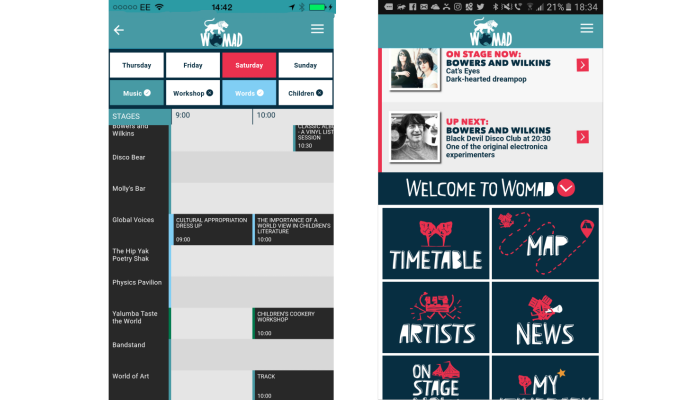 EE
14:42
WOMAD
Thursday
Friday
Saturday
Sunday
Music
Workshop
Words
Children
STAGES
9:00
10:00
Bowers and
Wilkins
CLASSIC ALBU
- A VINYL LIST
SESSION
10:30
Disco Bear
Molly's Bar
Global Voices
CULTURAL APPROPRIATION
DRESS UP
09:00
THE IMPORTANCE OF A
WORLD VIEW IN CHILDREN'S
LITERATURE
10:00
The Hip Yak
Poetry Shak
Physics Pavilion
Yalumba Taste
the World
CHILDREN'S COOKERY
WORKSHOP
10:00
Bandstand
World of Art
TRACK
10:00
21%
18:34
WOMAD
ON STAGE NOW:
BOWERS AND WILKINS
Cat's Eyes
Dark-hearted dreampop
UP NEXT:
BOWERS AND WILKINS
Black Devil Disco Club at 20:30
One of the original electronica
experimenters
WELCOME TO WOMAD
TIMETABLE
MAP
ARTISTS
NEWS
ON
STAGE
MY